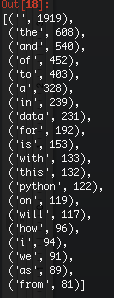 Out[18]:
[('', 1919),
('the', 608),
('and', 540),
('of', 452),
('to', 403),
('a', 328),
('in', 239),
('data', 231),
('for', 192),
('is', 153),
('with', 133),
('this', 132),
('python', 122),
('on', 119),
('will', 117),
('how', 96),
('i', 94),
('we', 91),
('as', 89),
('from', 81)]